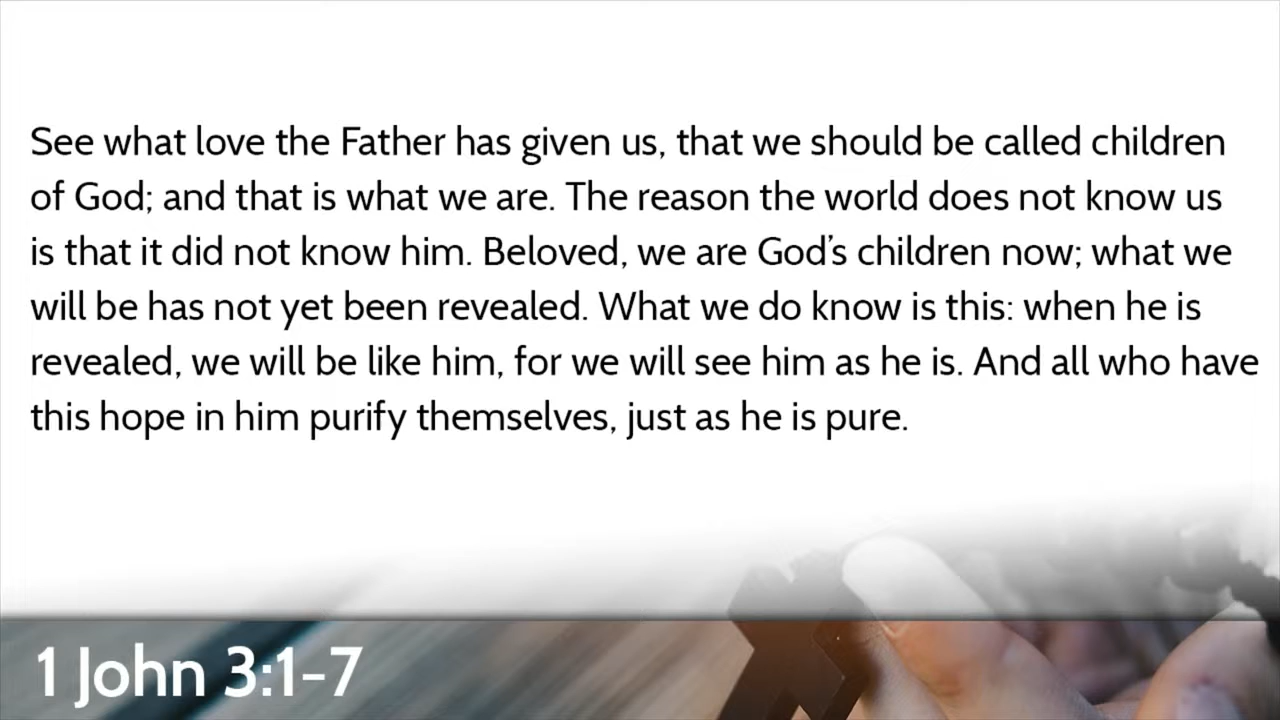 See what love the Father has given us, that we should be called children
of God; and that is what we are. The reason the world does not know us
is that it did not know him. Beloved, we are God’s children now; what we
will be has not yet been revealed. What we do know is this: when he is
revealed, we will be like him, for we will see him as he is. And all who have
this hope in him purify themselves, just as he is pure.
1 John 3:1-7